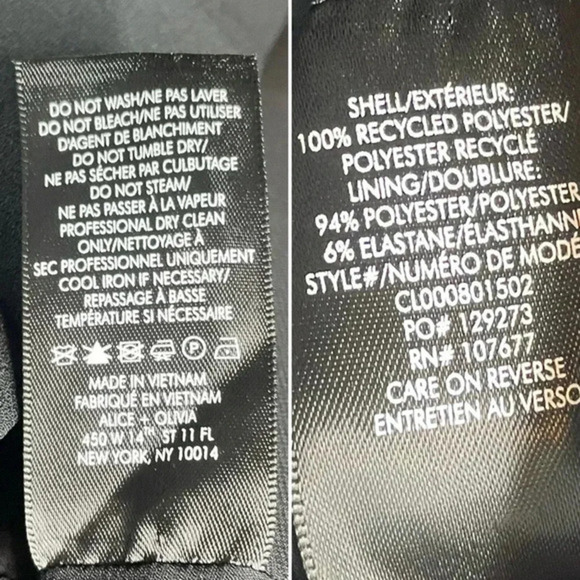 DO NOT WASH/NE PAS LAVER
DO NOT BLEACH/NE PAS UTILISER
D'AGENT DE BLANCHIMENT
DO NOT TUMBLE DRY/
NE PAS SÉCHER PAR CULBUTAGE
DO NOT STEAM/
NE PAS PASSER À LA VAPEUR
PROFESSIONAL DRY CLEAN
ONLY/NETTOYAGE À
SEC PROFESSIONNEL UNIQUEMENT
COOL IRON IF NECESSARY/
REPASSAGE À BASSE
TEMPÉRATURE SI NÉCESSAIRE
P
MADE IN VIETNAM
FABRIQUÉ EN VIETNAM
ALICE + OLIVIA
450 W 14TH ST 11 FL
NEW YORK, NY 10014
SHELL/EXTÉRIEUR:
100% RECYCLED POLYESTER/
POLYESTER RECYCLÉ
LINING/DOUBLURE:
94% POLYESTER/POLYESTER
6% ELASTANE/ÉLASTHANN
STYLE#/NUMÉRO DE MODÈ
CL000801502
PO# 129273
RN# 107677
CARE ON REVERSE
ENTRETIEN AU VERSO